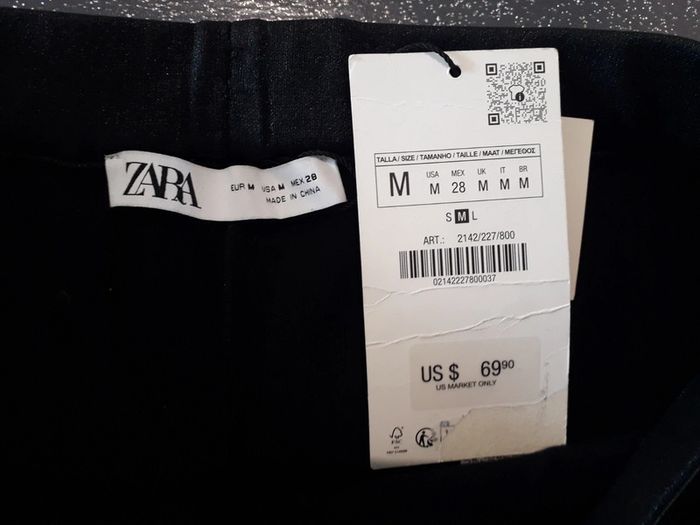 ZARA
EUR M USA M MEX 28
MADE IN CHINA
TALLA / SIZE / TAMANHO / TAILLE / MAAT / ΜΕΓΕΘΟΣ
M
USA MEX UK IT BR
M 28 M M M
S M L
ART.: 2142/227/800
02142227800037
US $ 69.90
US MARKET ONLY
FSC